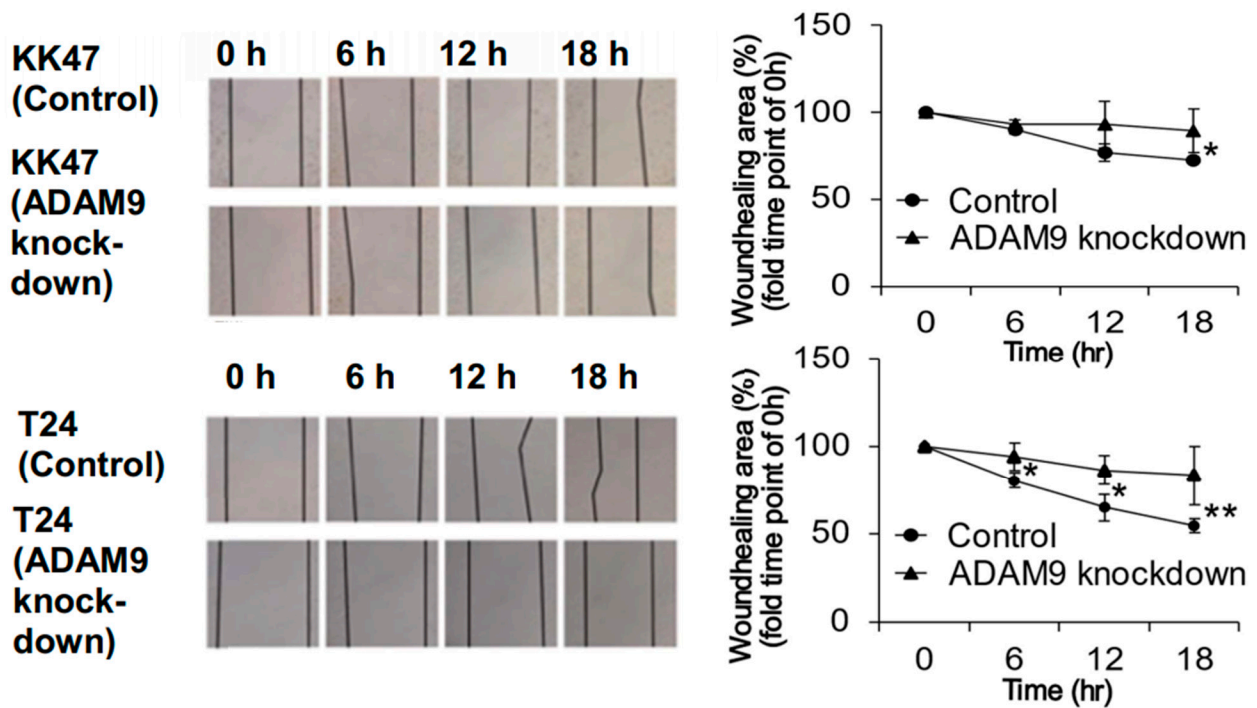 KK47
(Control)
KK47
(ADAM9
knock-
down)
0 h 6 h 12 h 18 h
Woundhealing area (%)
(fold time point of 0h)
150
100
50
0
*
Control
ADAM9 knockdown
0 6 12 18
Time (hr)
T24
(Control)
T24
(ADAM9
knock-
down)
0 h 6 h 12 h 18 h
Woundhealing area (%)
(fold time point of 0h)
150
100
50
0
*
*
**
Control
ADAM9 knockdown
0 6 12 18
Time (hr)